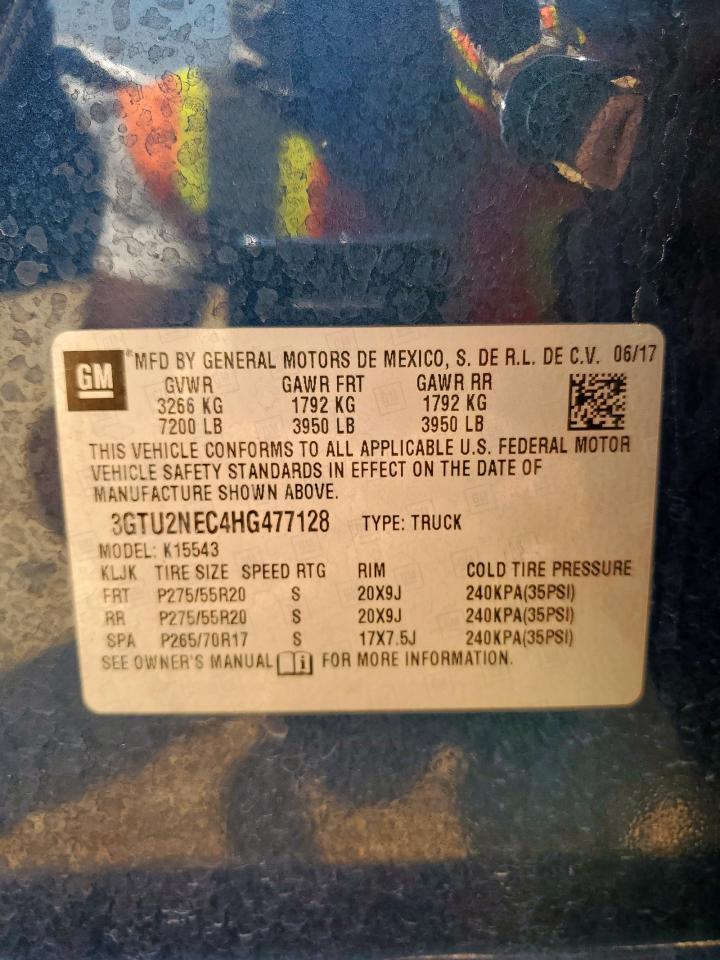 GM ® MFD BY GENERAL MOTORS DE MEXICO, S. DE R.L. DE C.V. 06/17
GVWR GAWR FRT GAWR RR
3266 KG 1792 KG 1792 KG
7200 LB 3950 LB 3950 LB
THIS VEHICLE CONFORMS TO ALL APPLICABLE U.S. FEDERAL MOTOR
VEHICLE SAFETY STANDARDS IN EFFECT ON THE DATE OF
MANUFACTURE SHOWN ABOVE.
3GTU2NEC4HG477128 TYPE: TRUCK
MODEL: K15543
KLJK TIRE SIZE SPEED RTG RIM COLD TIRE PRESSURE
FRT P275/55R20 S 20X9J 240KPA(35PSI)
RR P275/55R20 S 20X9J 240KPA(35PSI)
SPA P265/70R17 S 17X7.5J 240KPA(35PSI)
SEE OWNER'S MANUAL i FOR MORE INFORMATION.